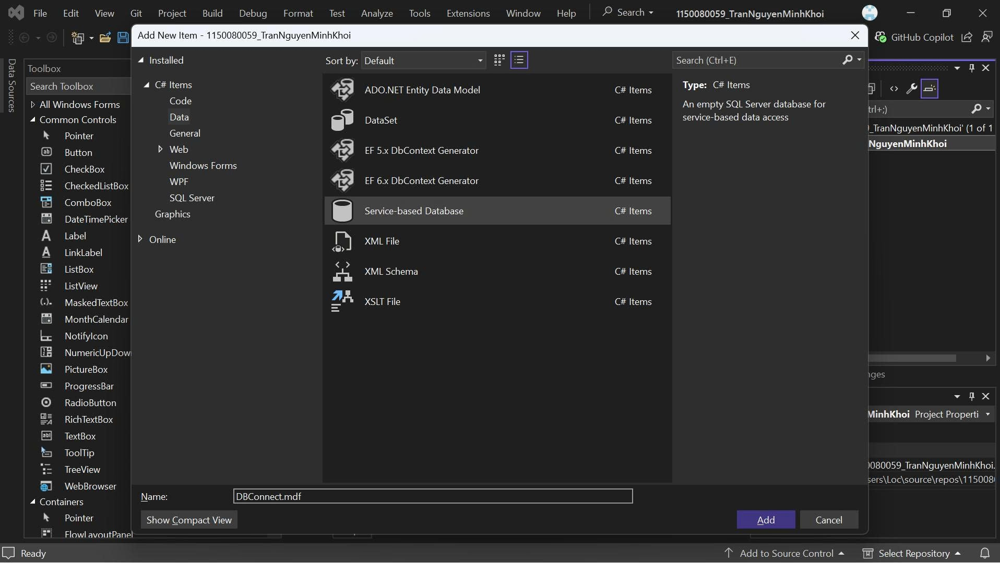 File Edit View Git Project Build Debug Format Test Analyze Tools Extensions Window Help Search 1150080059_TranNguyenMinhKhoi
GitHub Copilot
Data Sources
Toolbox
Search Toolbox
All Windows Forms
Common Controls
Pointer
Button
CheckBox
CheckedListBox
ComboBox
DateTimePicker
Label
LinkLabel
ListBox
ListView
MaskedTextBox
MonthCalendar
NotifyIcon
NumericUpDow
PictureBox
ProgressBar
RadioButton
RichTextBox
TextBox
ToolTip
TreeView
WebBrowser
Containers
Pointer
FlowLayoutPanel
Add New Item - 1150080059_TranNguyenMinhKhoi
Installed
C# Items
Code
Data
General
Web
Windows Forms
WPF
SQL Server
Graphics
Online
Sort by: Default
ADO.NET Entity Data Model C# Items
DataSet C# Items
EF 5.x DbContext Generator C# Items
EF 6.x DbContext Generator C# Items
Service-based Database C# Items
XML File C# Items
XML Schema C# Items
XSLT File C# Items
Search (Ctrl+E)
Type: C# Items
An empty SQL Server database for
service-based data access
Name: DBConnect.mdf
Show Compact View
Add Cancel
trl+;)
_TranNguyenMinhKhoi' (1 of 1
NguyenMinhKhoi
nges
MinhKhoi Project Properti
080059_TranNguyenMinhKhoi.
sers\Loc\source\repos\115008
Ready
Add to Source Control Select Repository